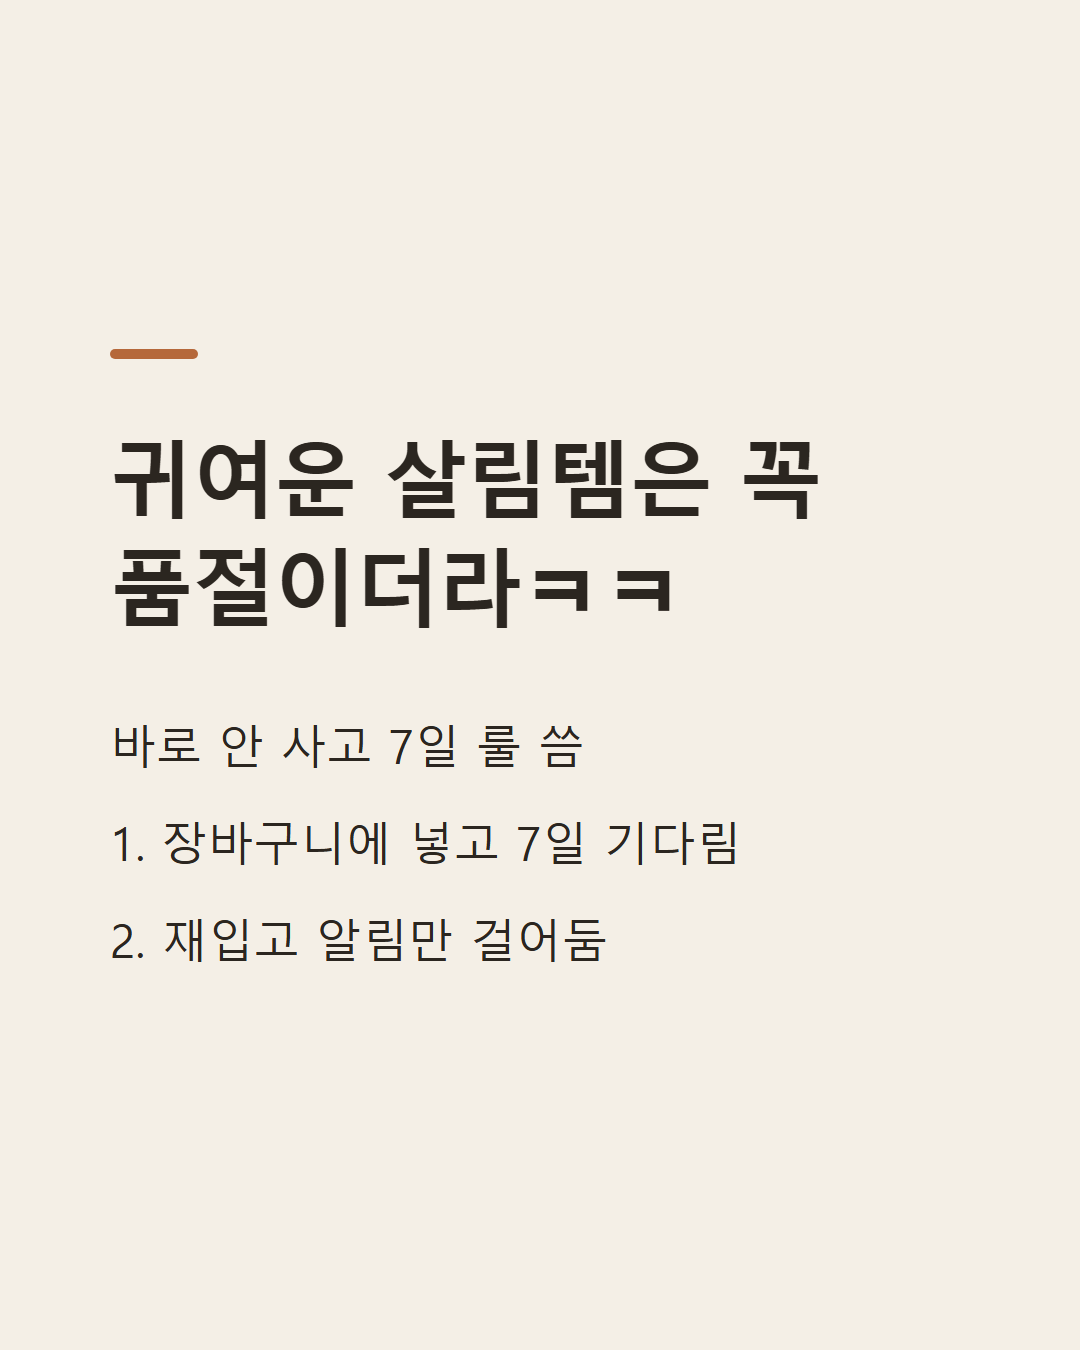 귀여운 살림템은 꼭
품절이더라ㅋㅋ
바로 안 사고 7일 룰 씀
1. 장바구니에 넣고 7일 기다림
2. 재입고 알림만 걸어둠